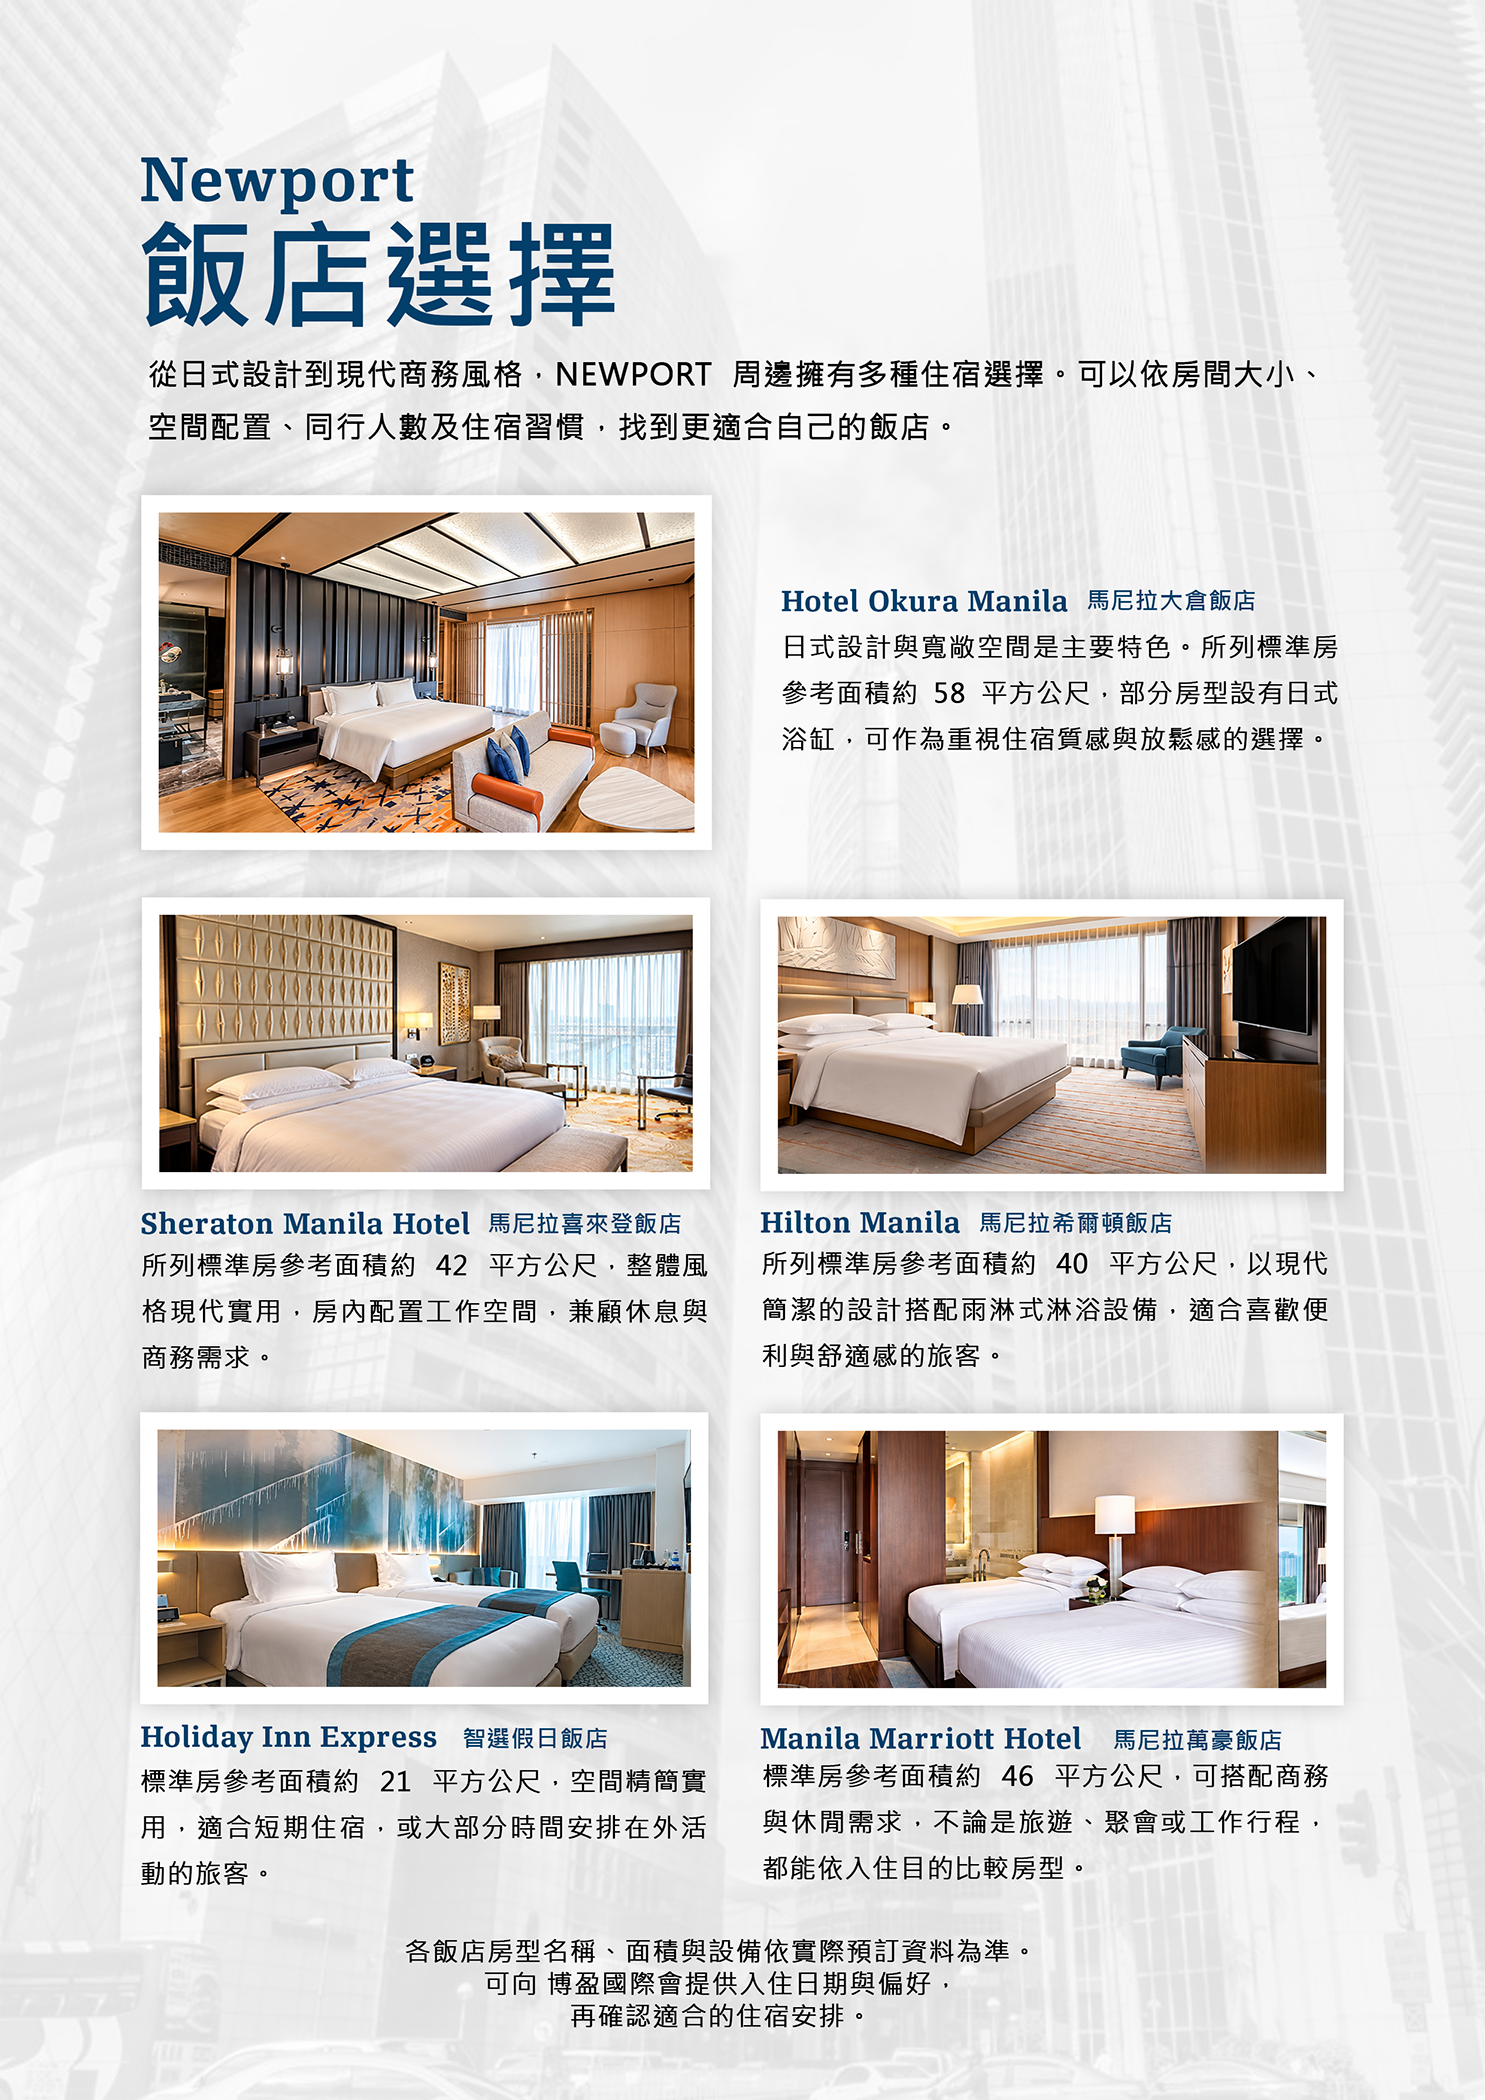 Newport
飯店選擇
從日式設計到現代商務風格，NEWPORT 周邊擁有多種住宿選擇。可以依房間大小、
空間配置、同行人數及住宿習慣，找到更適合自己的飯店。
Hotel Okura Manila 馬尼拉大倉飯店
日式設計與寬敞空間是主要特色。所列標準房
參考面積約 58 平方公尺，部分房型設有日式
浴缸，可作為重視住宿質感與放鬆感的選擇。
Sheraton Manila Hotel 馬尼拉喜來登飯店
所列標準房參考面積約 42 平方公尺，整體風
格現代實用，房內配置工作空間，兼顧休息與
商務需求。
Hilton Manila 馬尼拉希爾頓飯店
所列標準房參考面積約 40 平方公尺，以現代
簡潔的設計搭配雨淋式淋浴設備，適合喜歡便
利與舒適感的旅客。
Holiday Inn Express 智選假日飯店
標準房參考面積約 21 平方公尺，空間精簡實
用，適合短期住宿，或大部分時間安排在外活
動的旅客。
Manila Marriott Hotel 馬尼拉萬豪飯店
標準房參考面積約 46 平方公尺，可搭配商務
與休閒需求，不論是旅遊、聚會或工作行程，
都能依入住目的比較房型。
各飯店房型名稱、面積與設備依實際預訂資料為準。
可向 博盈國際會提供入住日期與偏好，
再確認適合的住宿安排。